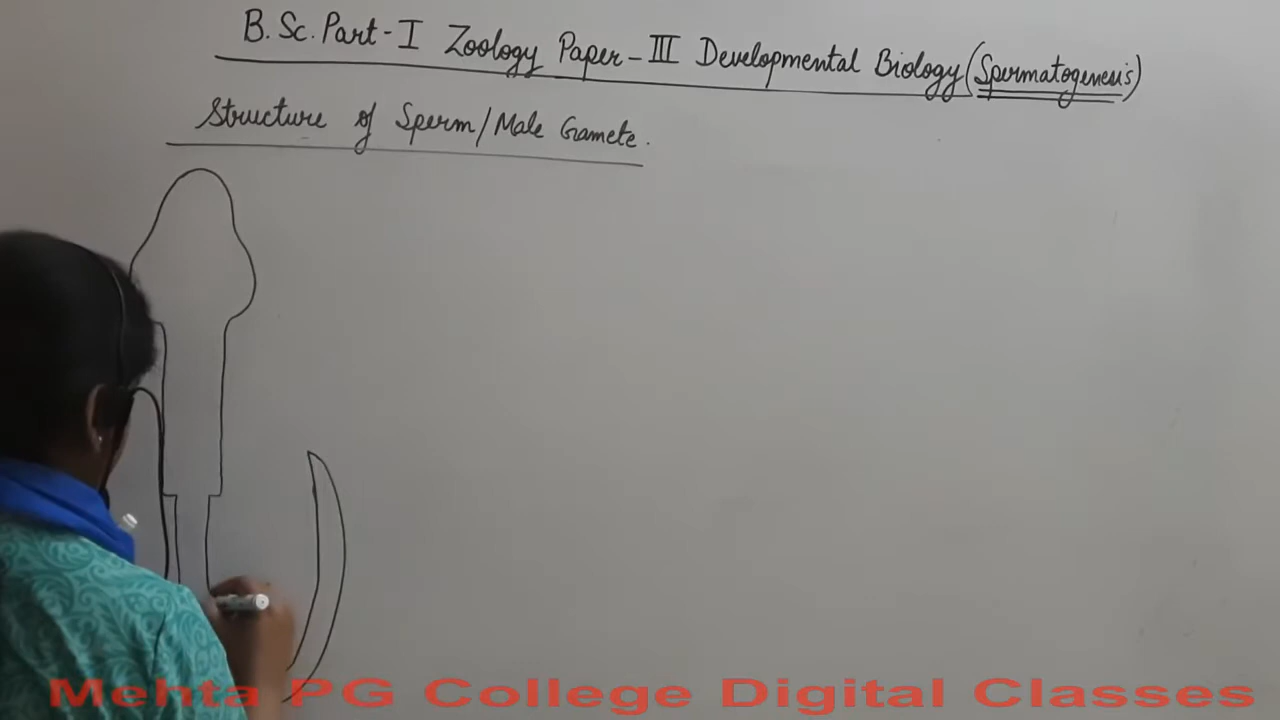 B.Sc. Part-I Zoology Paper-III Developmental Biology (Spermatogenesis)
Structure of Sperm/Male Gamete.
Mehta PG College Digital Classes